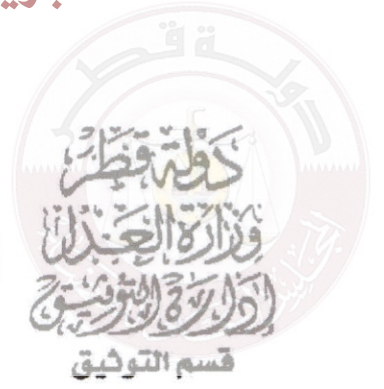 دولة قطر
وزارة العدل
إدارة التوثيق
قسم التوثيق